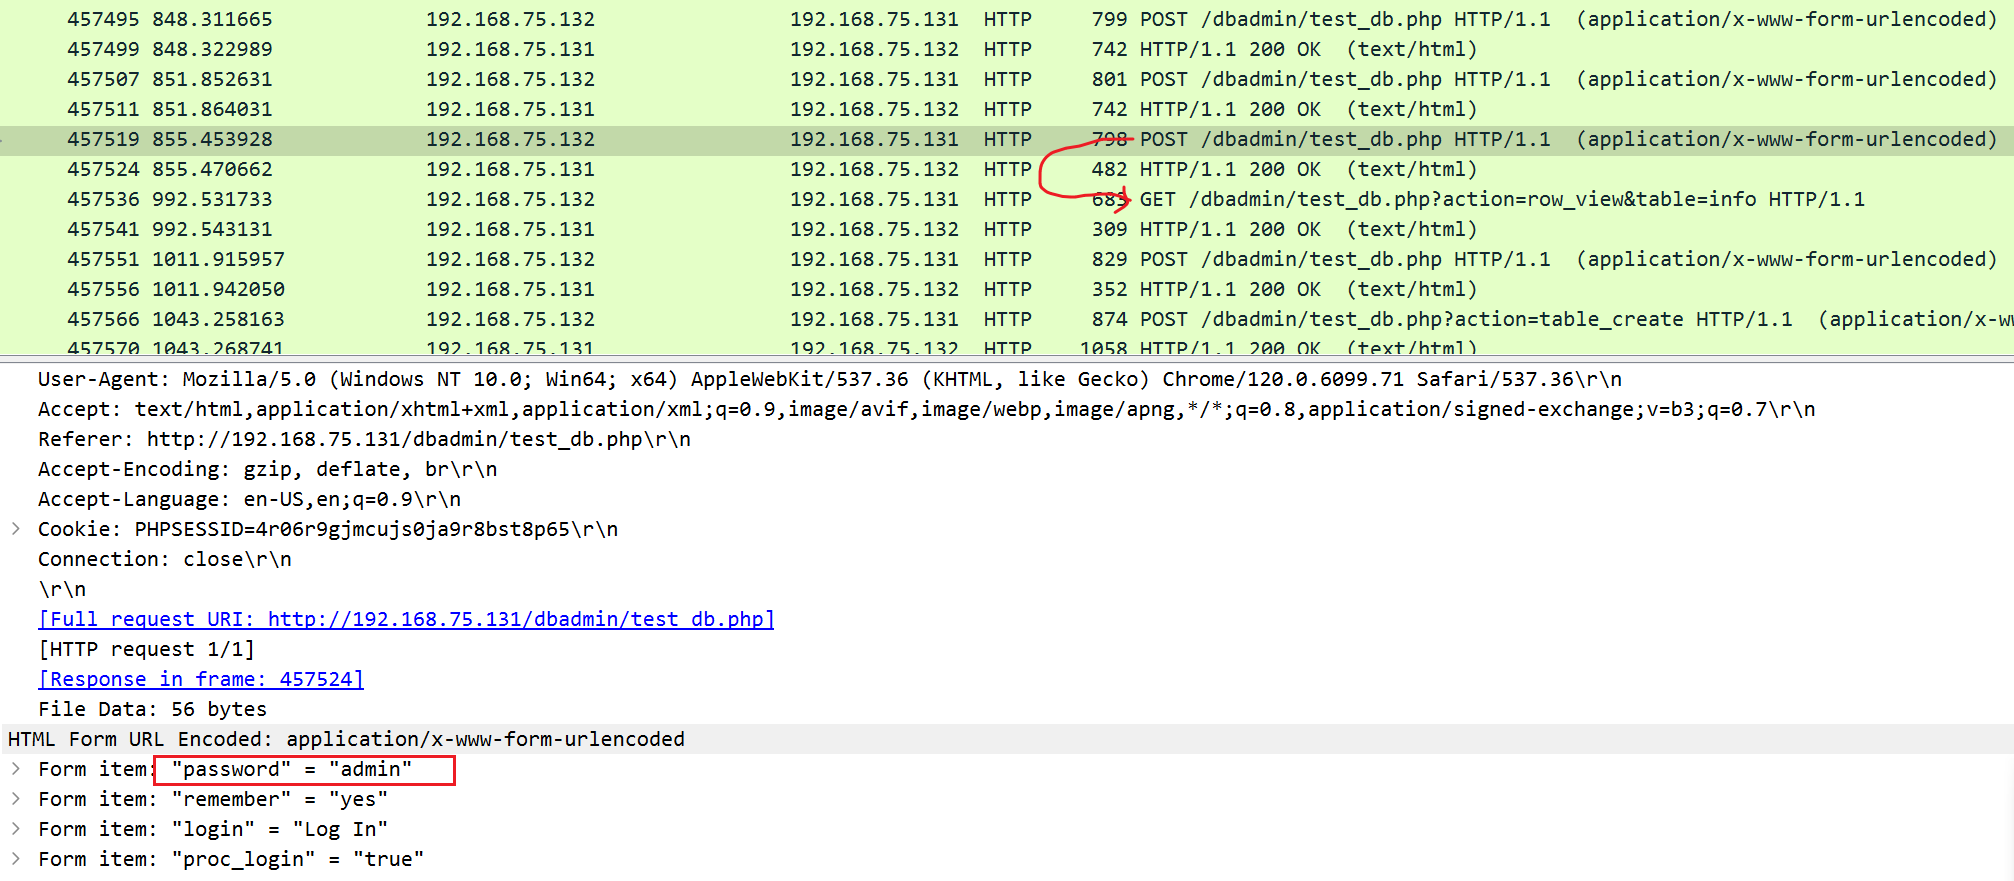 457495 848.311665 192.168.75.132 192.168.75.131 HTTP 799 POST /dbadmin/test_db.php HTTP/1.1 (application/x-www-form-urlencoded)
457499 848.322989 192.168.75.131 192.168.75.132 HTTP 742 HTTP/1.1 200 OK (text/html)
457507 851.852631 192.168.75.132 192.168.75.131 HTTP 801 POST /dbadmin/test_db.php HTTP/1.1 (application/x-www-form-urlencoded)
457511 851.864031 192.168.75.131 192.168.75.132 HTTP 742 HTTP/1.1 200 OK (text/html)
457519 855.453928 192.168.75.132 192.168.75.131 HTTP 798 POST /dbadmin/test_db.php HTTP/1.1 (application/x-www-form-urlencoded)
457524 855.470662 192.168.75.131 192.168.75.132 HTTP 482 HTTP/1.1 200 OK (text/html)
457536 992.531733 192.168.75.132 192.168.75.131 HTTP 683 GET /dbadmin/test_db.php?action=row_view&table=info HTTP/1.1
457541 992.543131 192.168.75.131 192.168.75.132 HTTP 309 HTTP/1.1 200 OK (text/html)
457551 1011.915957 192.168.75.132 192.168.75.131 HTTP 829 POST /dbadmin/test_db.php HTTP/1.1 (application/x-www-form-urlencoded)
457556 1011.942050 192.168.75.131 192.168.75.132 HTTP 352 HTTP/1.1 200 OK (text/html)
457566 1043.258163 192.168.75.132 192.168.75.131 HTTP 874 POST /dbadmin/test_db.php?action=table_create HTTP/1.1 (application/x-ww
457570 1043.268741 192.168.75.131 192.168.75.132 HTTP 1058 HTTP/1.1 200 OK (text/html)
User-Agent: Mozilla/5.0 (Windows NT 10.0; Win64; x64) AppleWebKit/537.36 (KHTML, like Gecko) Chrome/120.0.6099.71 Safari/537.36\r\n
Accept: text/html,application/xhtml+xml,application/xml;q=0.9,image/avif,image/webp,image/apng,*/*;q=0.8,application/signed-exchange;v=b3;q=0.7\r\n
Referer: http://192.168.75.131/dbadmin/test_db.php\r\n
Accept-Encoding: gzip, deflate, br\r\n
Accept-Language: en-US,en;q=0.9\r\n
Cookie: PHPSESSID=4r06r9gjmcujs0ja9r8bst8p65\r\n
Connection: close\r\n
\r\n
[Full request URI: http://192.168.75.131/dbadmin/test_db.php]
[HTTP request 1/1]
[Response in frame: 457524]
File Data: 56 bytes
HTML Form URL Encoded: application/x-www-form-urlencoded
Form item: "password" = "admin"
Form item: "remember" = "yes"
Form item: "login" = "Log In"
Form item: "proc_login" = "true"